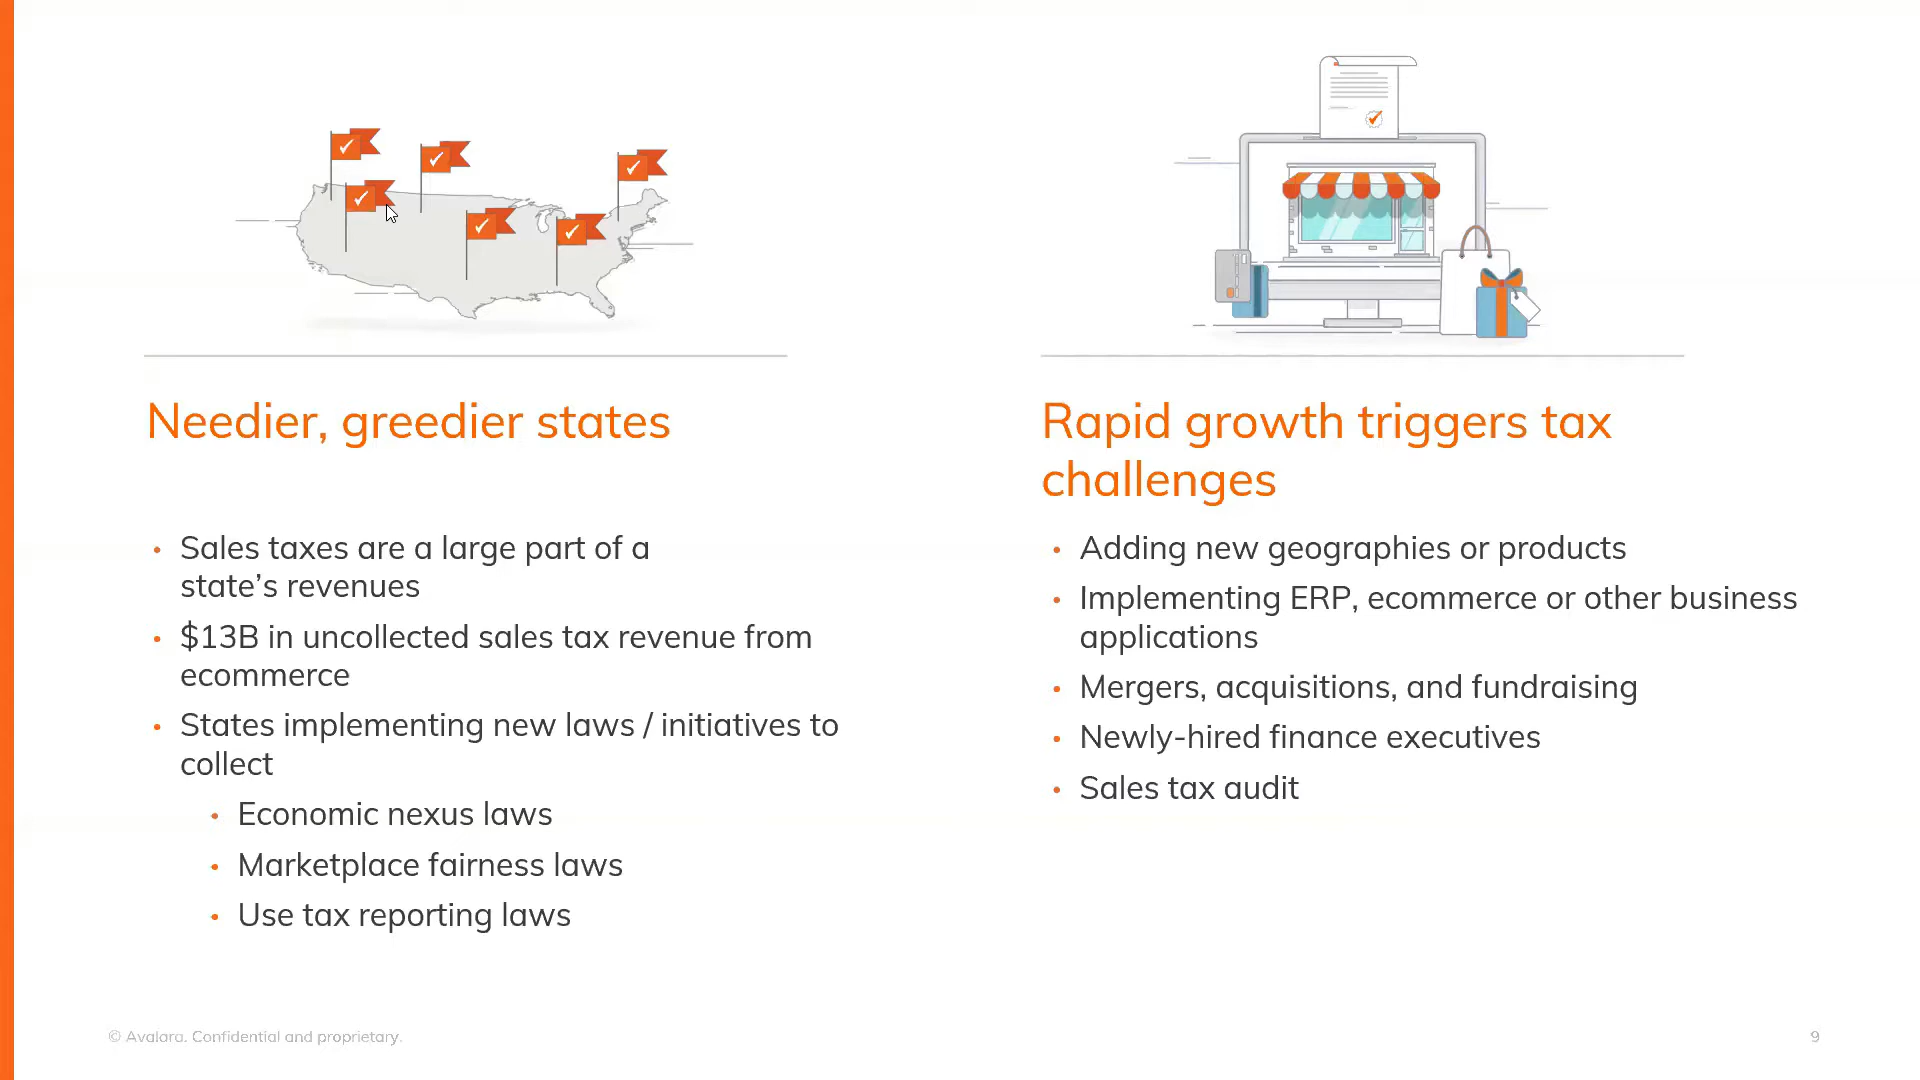 Needier, greedier states
• Sales taxes are a large part of a
state’s revenues
• $13B in uncollected sales tax revenue from
ecommerce
• States implementing new laws / initiatives to
collect
• Economic nexus laws
• Marketplace fairness laws
• Use tax reporting laws
Rapid growth triggers tax
challenges
• Adding new geographies or products
• Implementing ERP, ecommerce or other business
applications
• Mergers, acquisitions, and fundraising
• Newly-hired finance executives
• Sales tax audit
© Avalara. Confidential and proprietary.
9